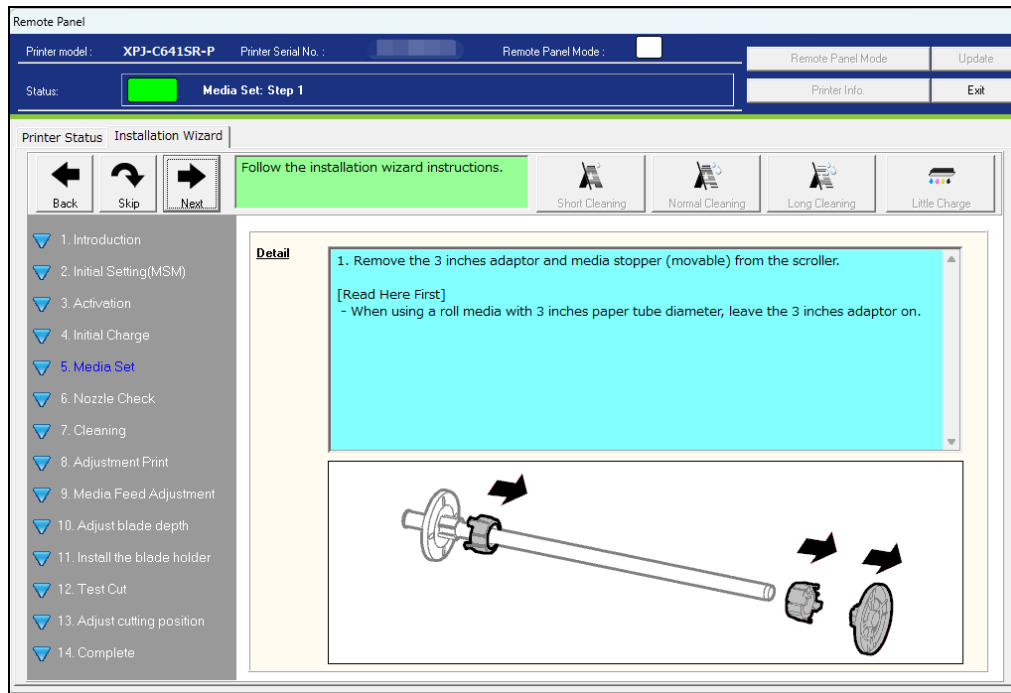 Remote Panel
Printer model : XPJ-C641SR-P Printer Serial No. : Remote Panel Mode :
Remote Panel Mode Update
Status: Media Set: Step 1
Printer Info. Exit
Printer Status Installation Wizard
Back Skip Next
Follow the installation wizard instructions.
Short Cleaning Normal Cleaning Long Cleaning Little Charge
1. Introduction
2. Initial Setting(MSM)
3. Activation
4. Initial Charge
5. Media Set
6. Nozzle Check
7. Cleaning
8. Adjustment Print
9. Media Feed Adjustment
10. Adjust blade depth
11. Install the blade holder
12. Test Cut
13. Adjust cutting position
14. Complete
Detail
1. Remove the 3 inches adaptor and media stopper (movable) from the scroller.
[Read Here First]
- When using a roll media with 3 inches paper tube diameter, leave the 3 inches adaptor on.